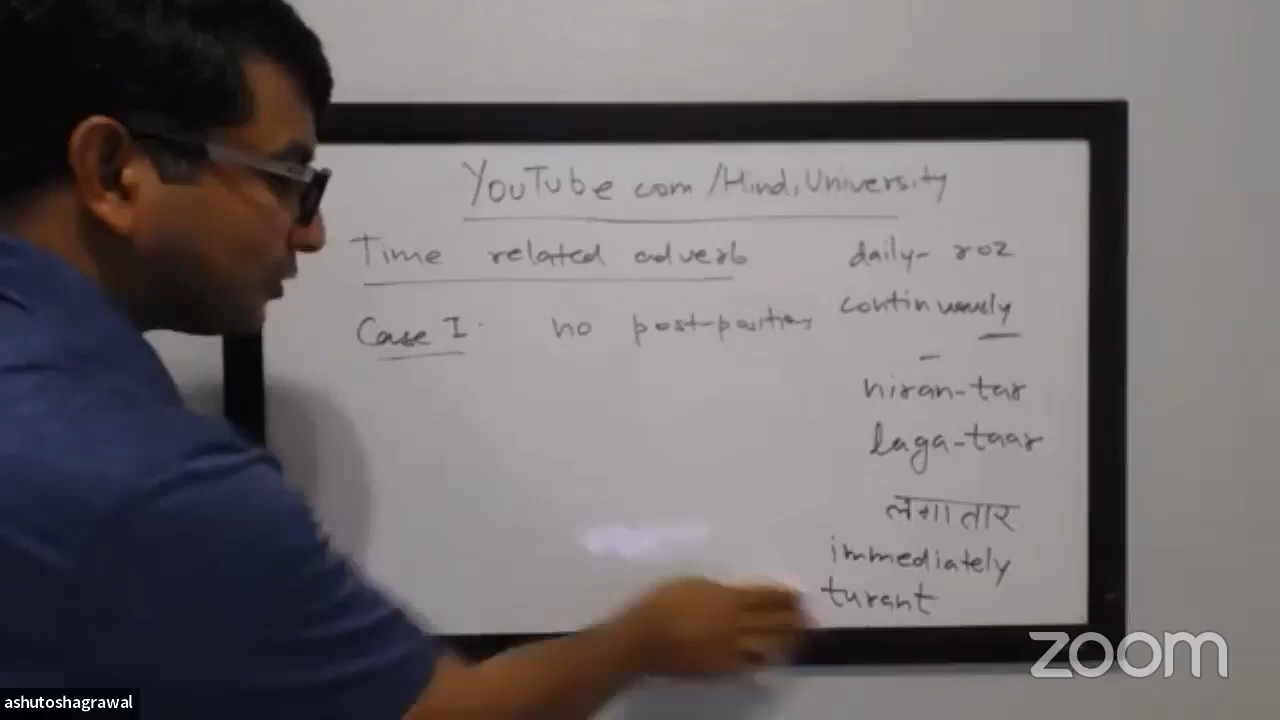 YouTube com/Hindi University
Time related adverb
Case I. no post-position
daily- roz
continuously
niran-tar
laga-taar
लगातार
immediately
turant
zoom
ashutoshagrawal